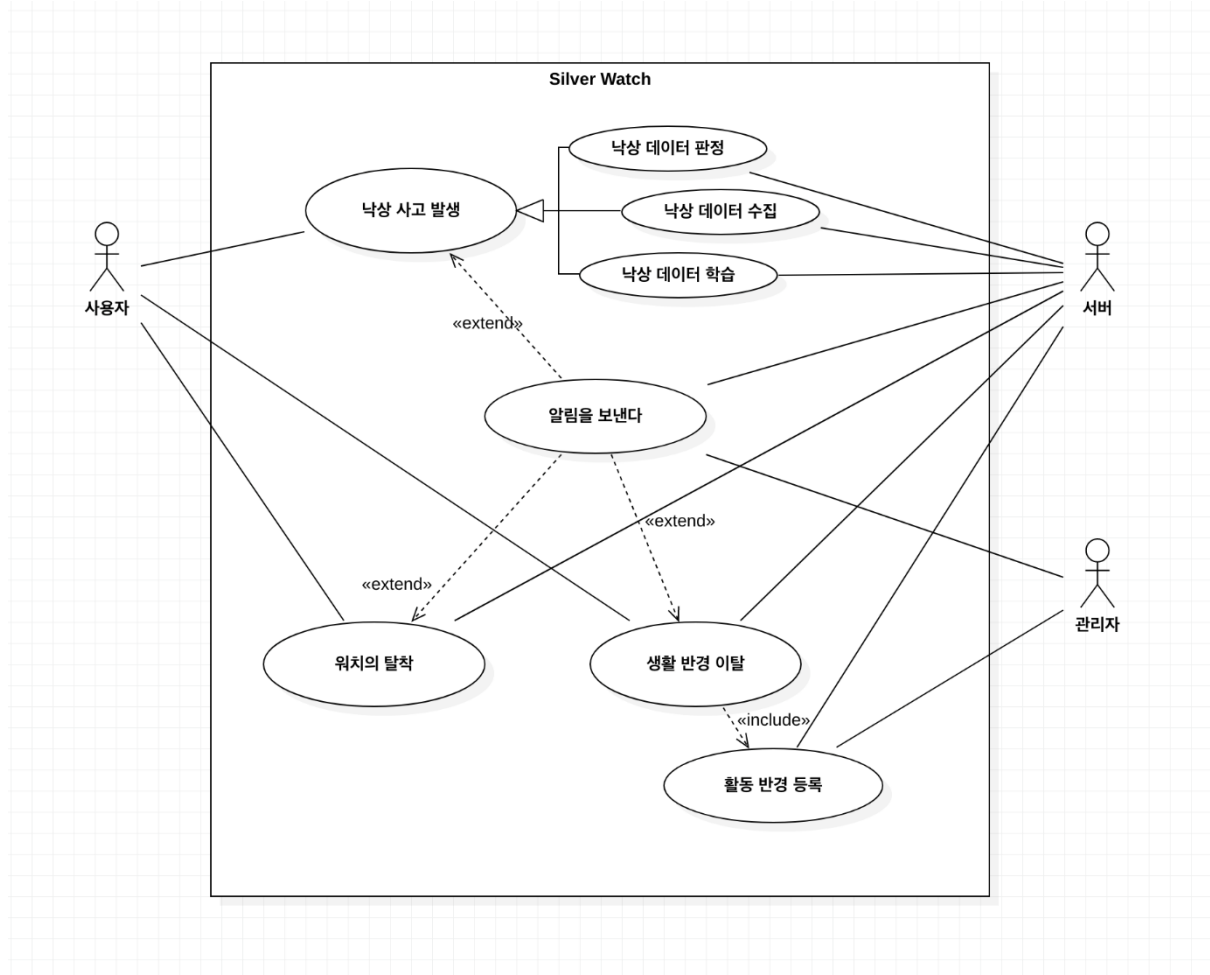 Silver Watch
낙상 데이터 판정
낙상 사고 발생
낙상 데이터 수집
낙상 데이터 학습
사용자
서버
«extend»
알림을 보낸다
«extend»
«extend»
관리자
워치의 탈착
생활 반경 이탈
«include»
활동 반경 등록